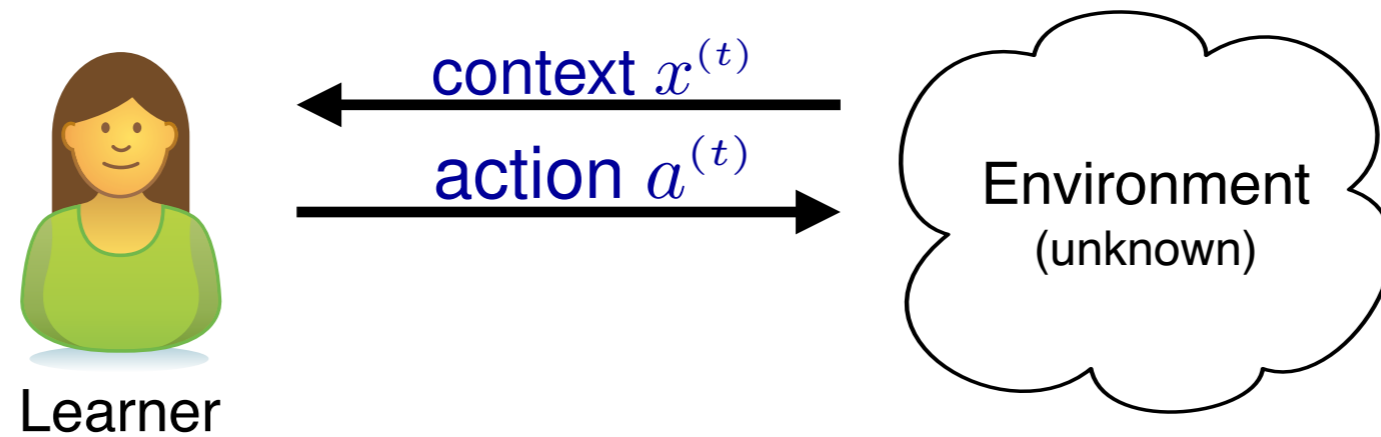 context x^(t)
action a^(t)
Environment
(unknown)
Learner